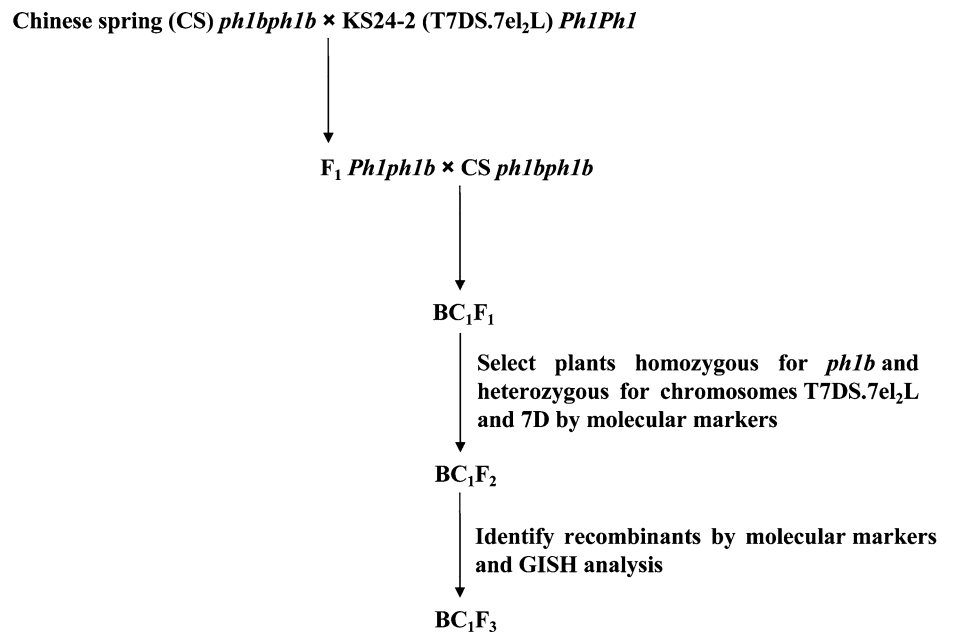 Chinese spring (CS) ph1bph1b × KS24-2 (T7DS.7el₂L) Ph1Ph1
F₁ Ph1ph1b × CS ph1bph1b
BC₁F₁
Select plants homozygous for ph1b and
heterozygous for chromosomes T7DS.7el₂L
and 7D by molecular markers
BC₁F₂
Identify recombinants by molecular markers
and GISH analysis
BC₁F₃